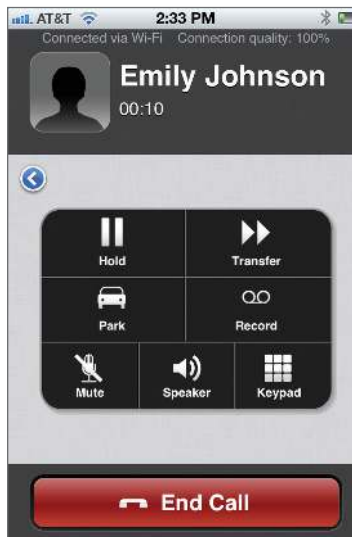 AT&T 2:33 PM
Connected via Wi-Fi Connection quality: 100%
Emily Johnson
00:10
Hold Transfer
Park Record
Mute Speaker Keypad
End Call